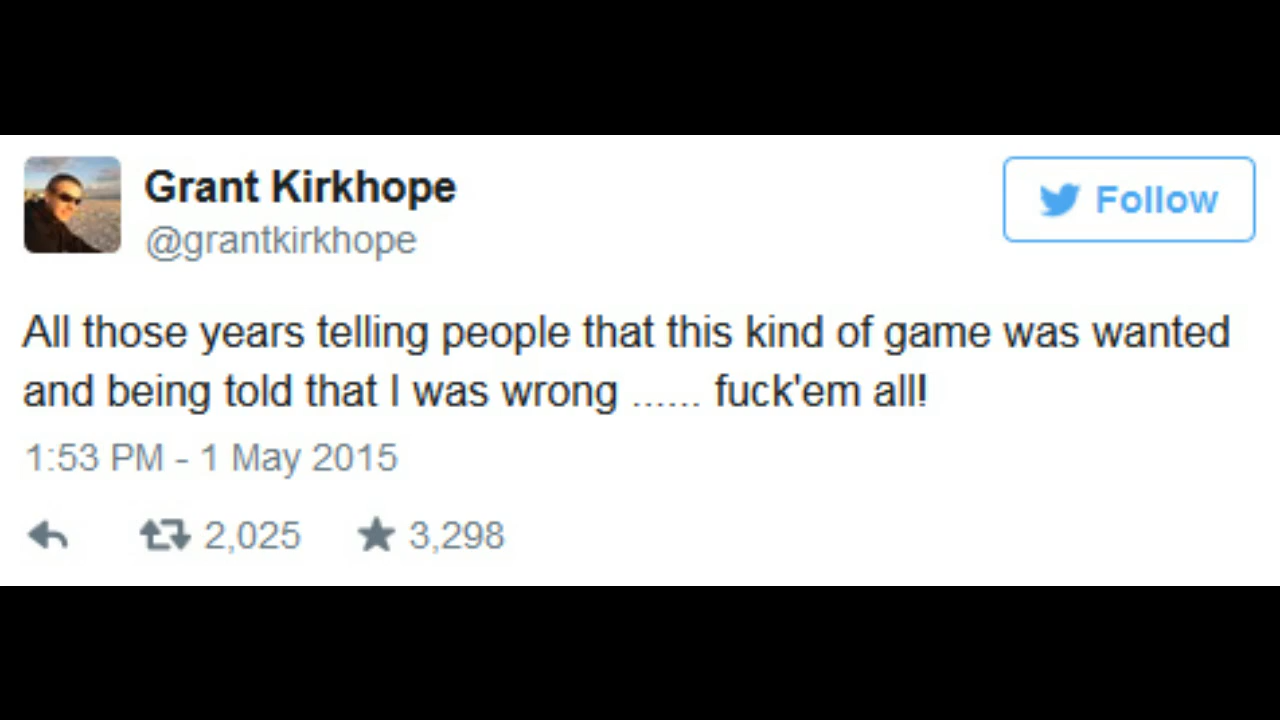 Grant Kirkhope
@grantkirkhope
Follow
All those years telling people that this kind of game was wanted
and being told that I was wrong ...... fuck'em all!
1:53 PM - 1 May 2015
2,025 3,298